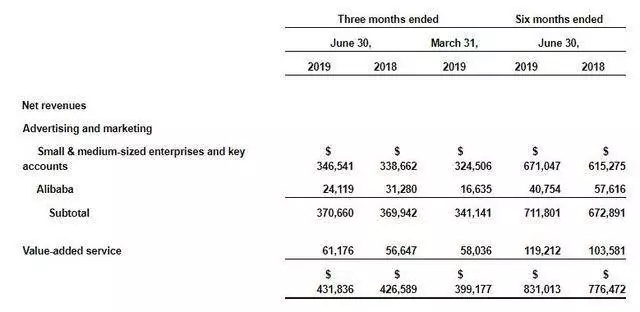 Three months ended Six months ended
June 30, March 31, June 30,
2019 2018 2019 2019 2018
Net revenues
Advertising and marketing
Small & medium-sized enterprises and key $ $ $ $ $
accounts 346,541 338,662 324,506 671,047 615,275
Alibaba 24,119 31,280 16,635 40,754 57,616
Subtotal 370,660 369,942 341,141 711,801 672,891
Value-added service 61,176 56,647 58,036 119,212 103,581
$ $ $ $ $
431,836 426,589 399,177 831,013 776,472